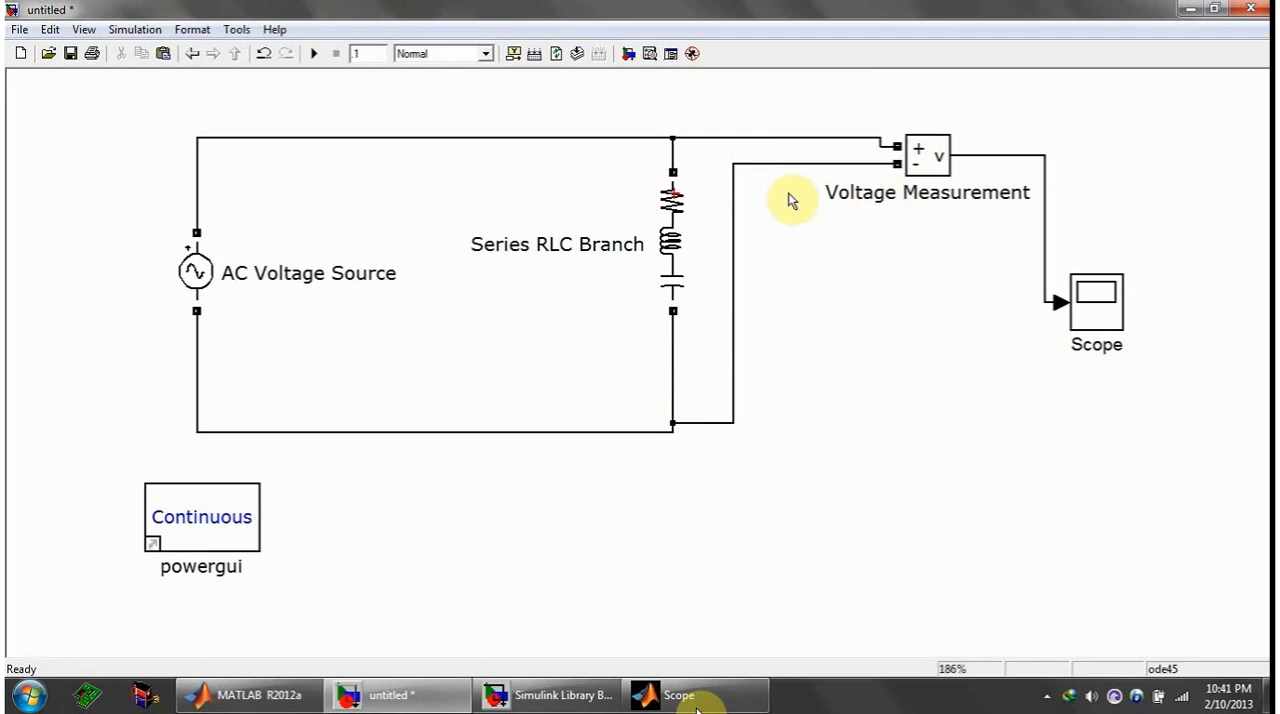 untitled *
File Edit View Simulation Format Tools Help
1 Normal
+ v
-
Voltage Measurement
Series RLC Branch
+
AC Voltage Source
Scope
Continuous
powergui
Ready 186% ode45
MATLAB R2012a untitled * Simulink Library B... Scope 10:41 PM
2/10/2013